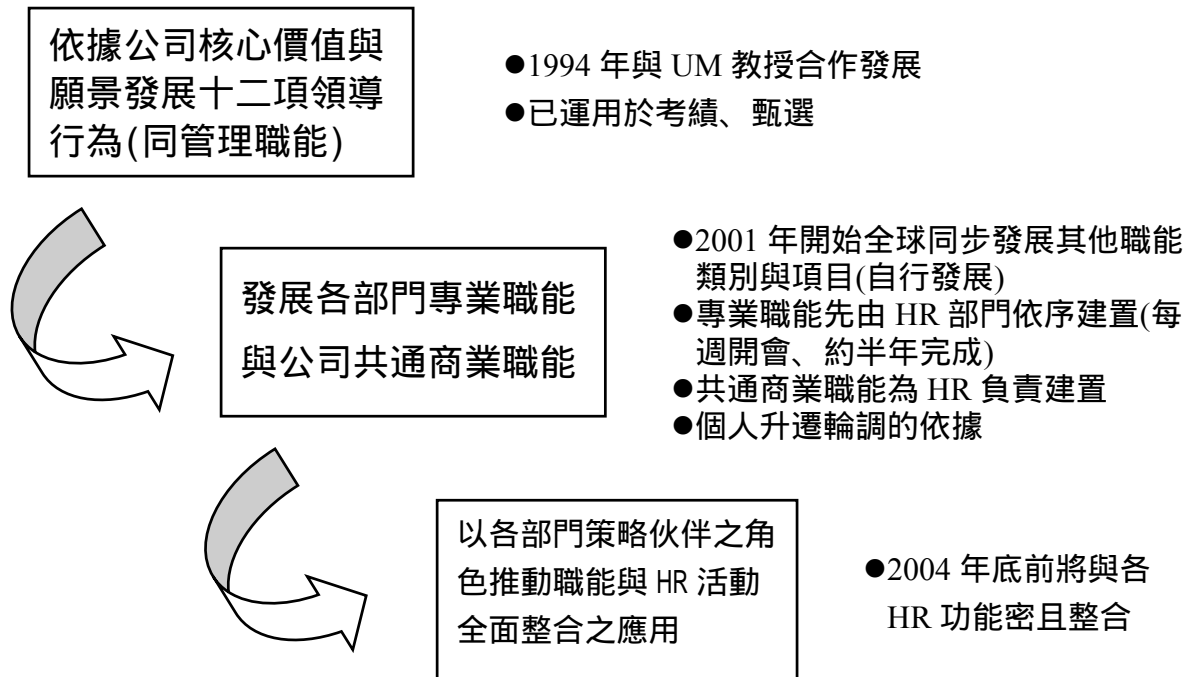 依據公司核心價值與
願景發展十二項領導
行為(同管理職能)
●1994 年與 UM 教授合作發展
●已運用於考績、甄選
發展各部門專業職能
與公司共通商業職能
●2001 年開始全球同步發展其他職能
類別與項目(自行發展)
●專業職能先由 HR 部門依序建置(每
週開會、約半年完成)
●共通商業職能為 HR 負責建置
●個人升遷輪調的依據
以各部門策略伙伴之角
色推動職能與 HR 活動
全面整合之應用
●2004 年底前將與各
HR 功能密且整合